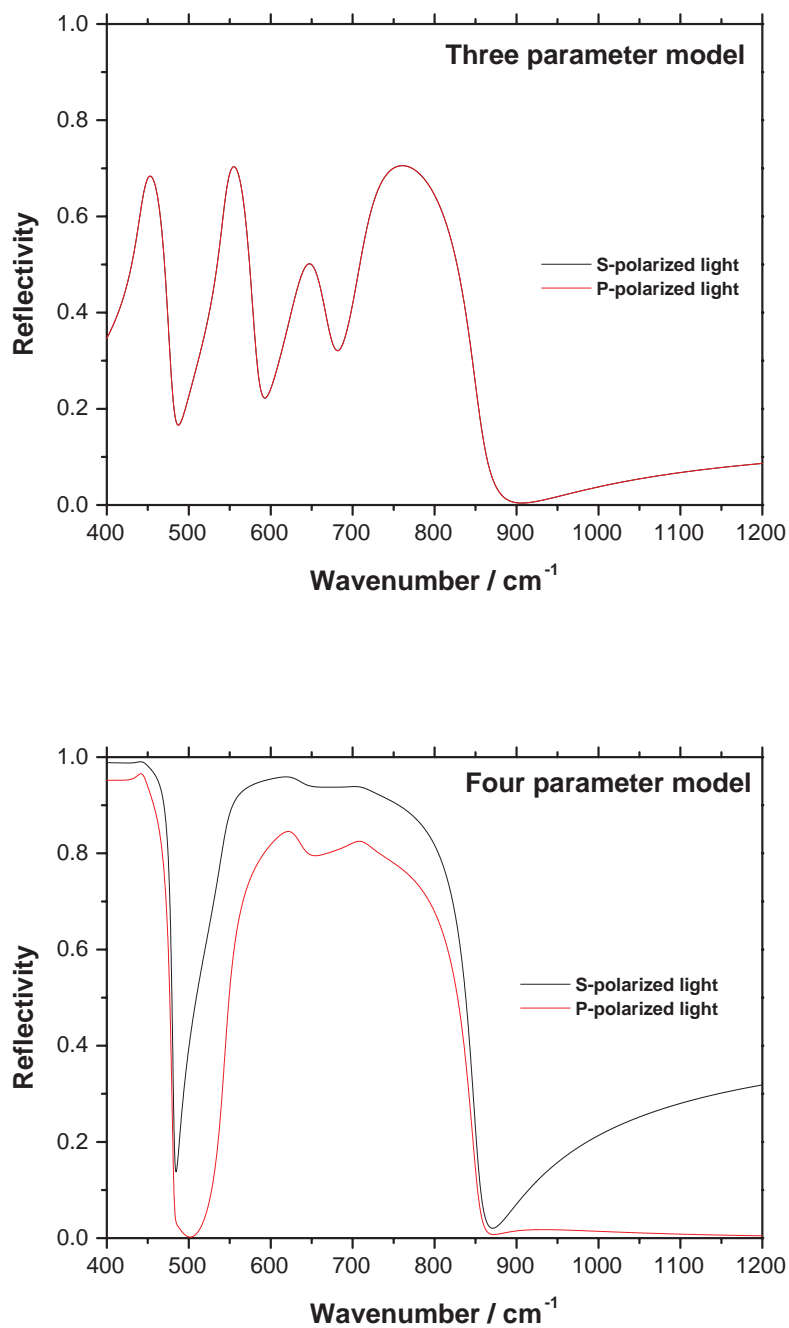 Three parameter model
1.0
0.8
0.6
0.4
0.2
0.0
Reflectivity
S-polarized light
P-polarized light
400 500 600 700 800 900 1000 1100 1200
Wavenumber / cm⁻¹
Four parameter model
1.0
0.8
0.6
0.4
0.2
0.0
Reflectivity
S-polarized light
P-polarized light
400 500 600 700 800 900 1000 1100 1200
Wavenumber / cm⁻¹